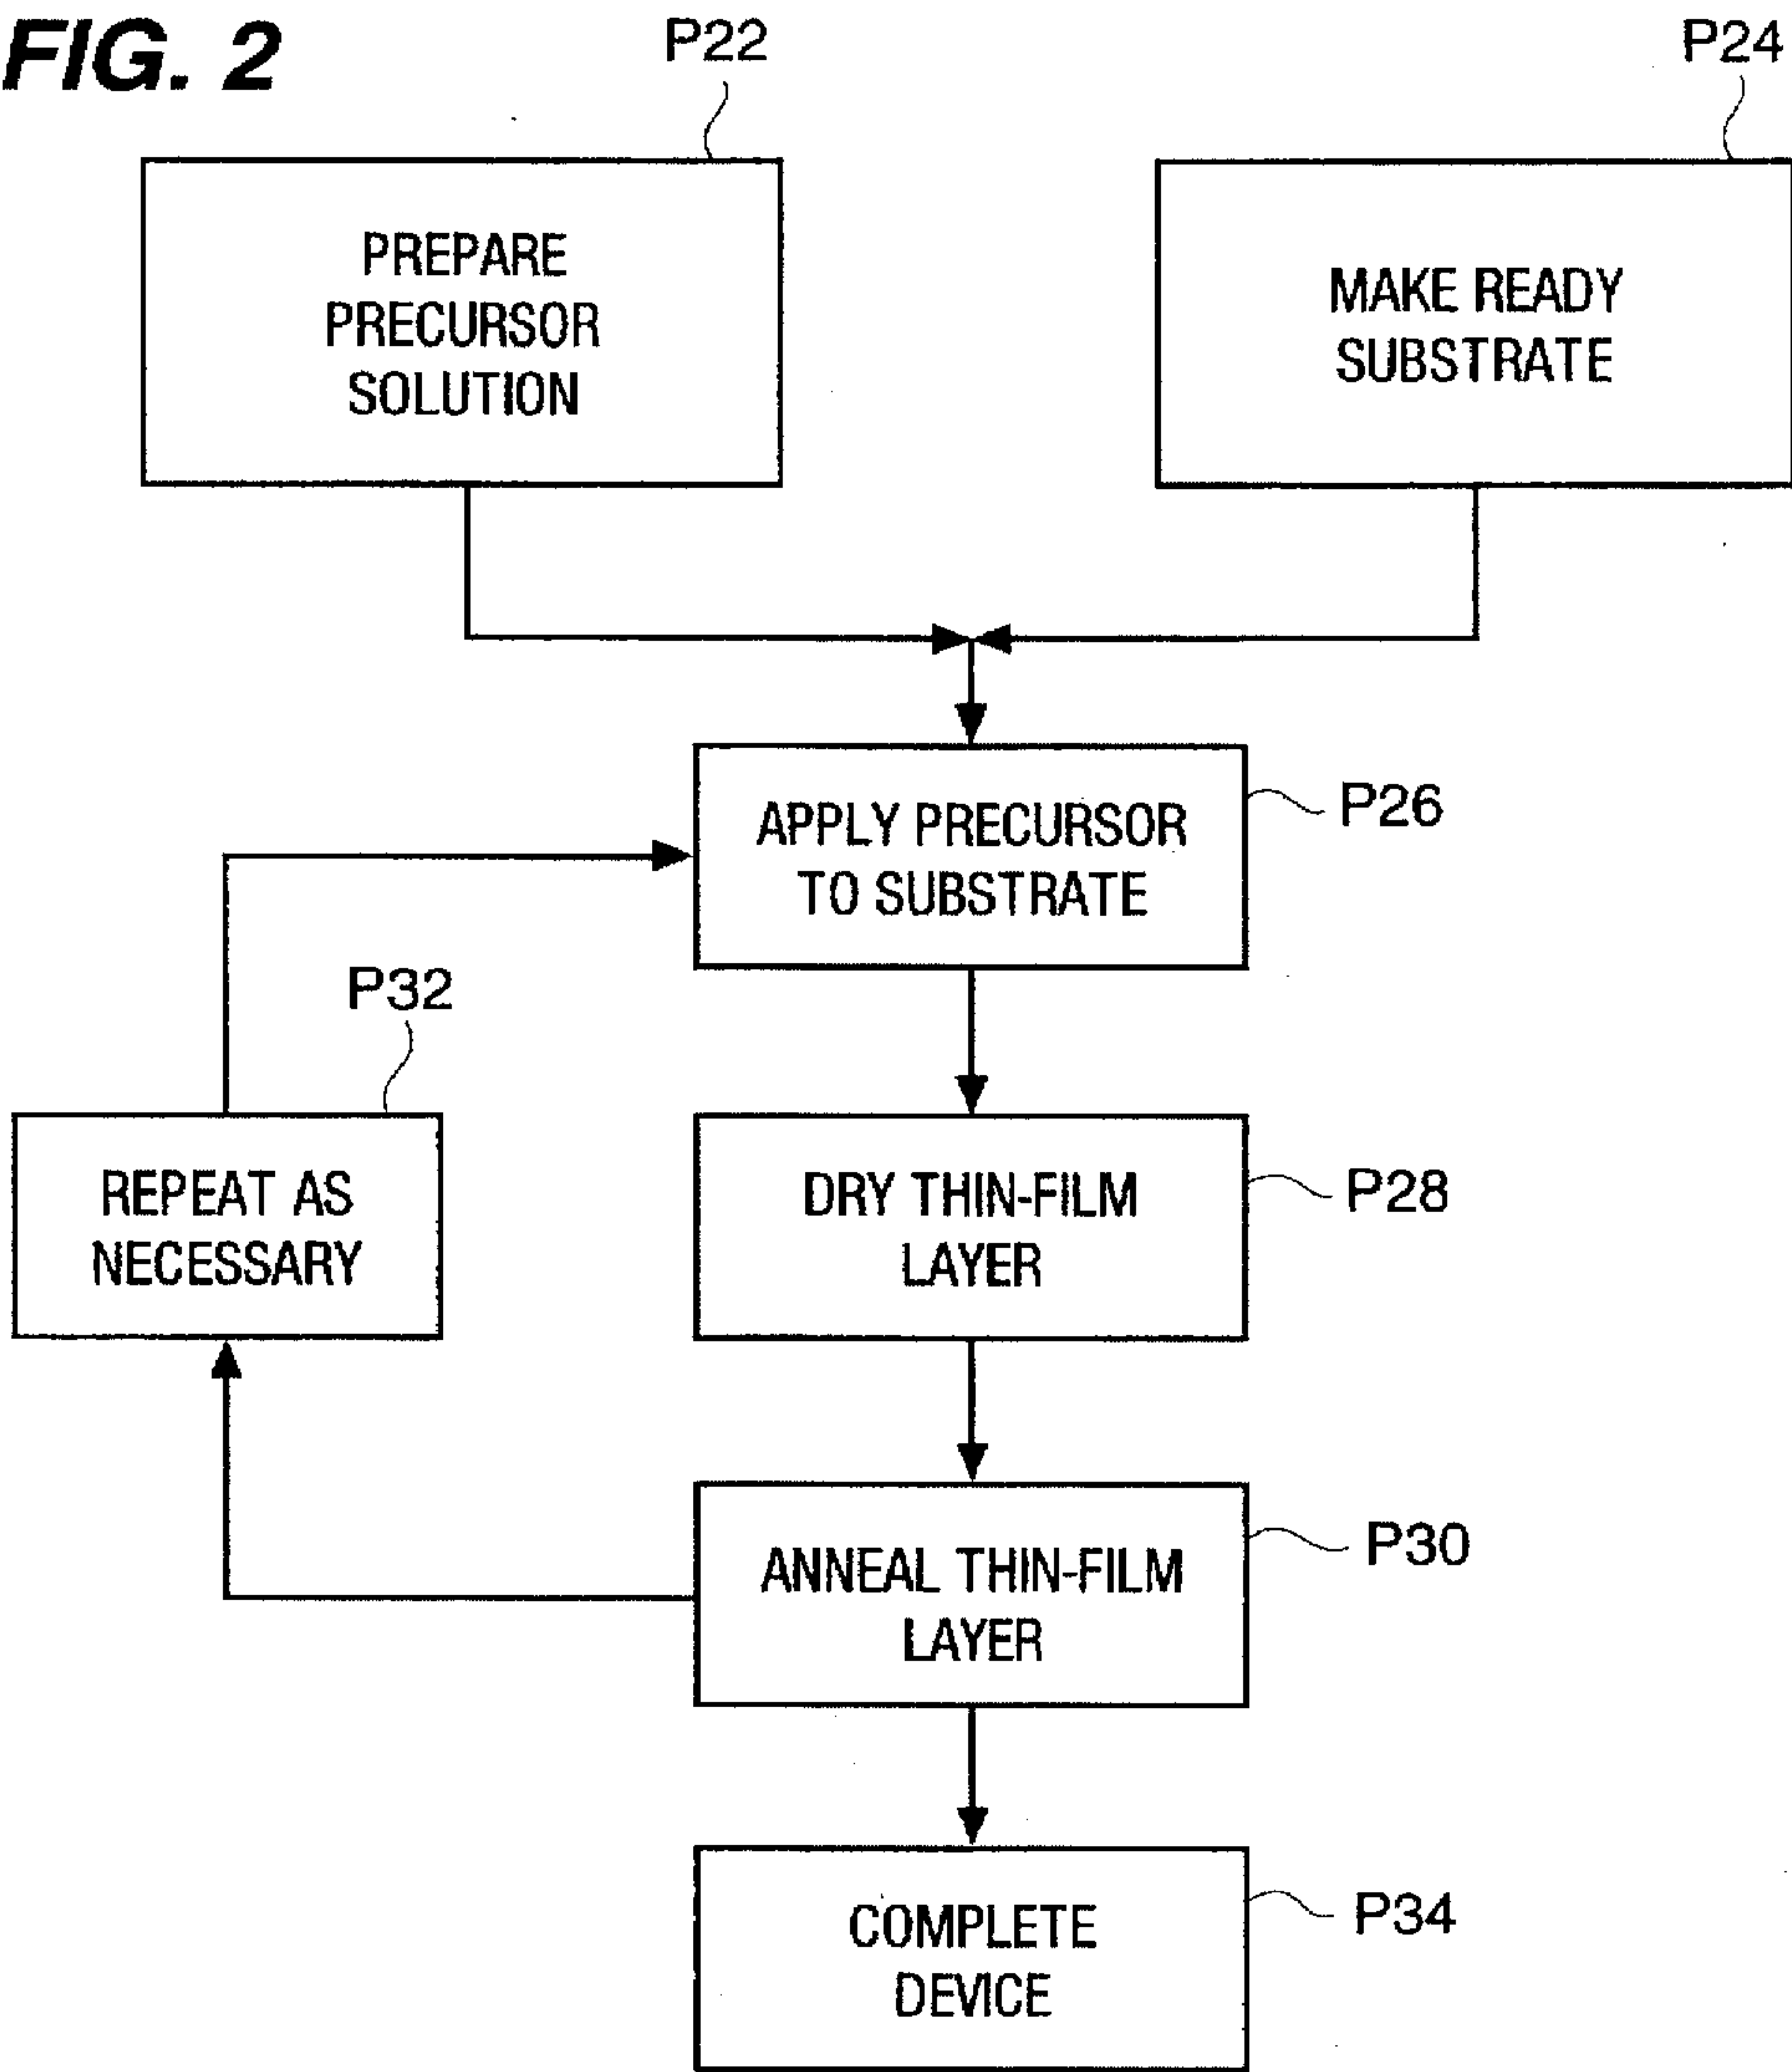 FIG. 2
P22
P24
PREPARE
PRECURSOR
SOLUTION
MAKE READY
SUBSTRATE
P26
APPLY PRECURSOR
TO SUBSTRATE
P32
REPEAT AS
NECESSARY
P28
DRY THIN-FILM
LAYER
P30
ANNEAL THIN-FILM
LAYER
P34
COMPLETE
DEVICE